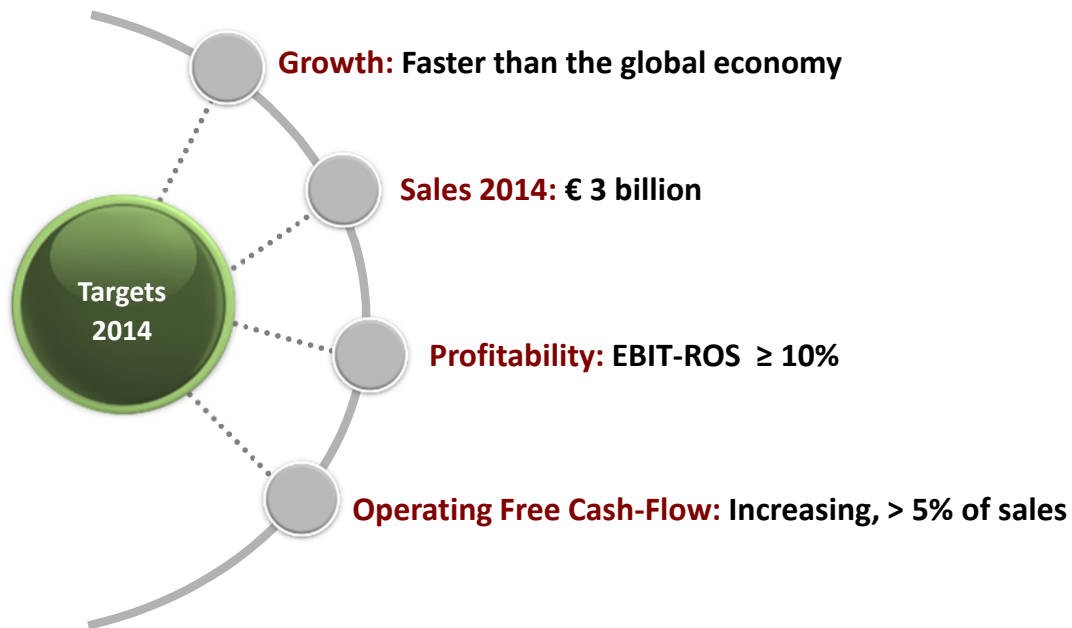 Growth: Faster than the global economy
Sales 2014: € 3 billion
Targets
2014
Profitability: EBIT-ROS ≥ 10%
Operating Free Cash-Flow: Increasing, > 5% of sales